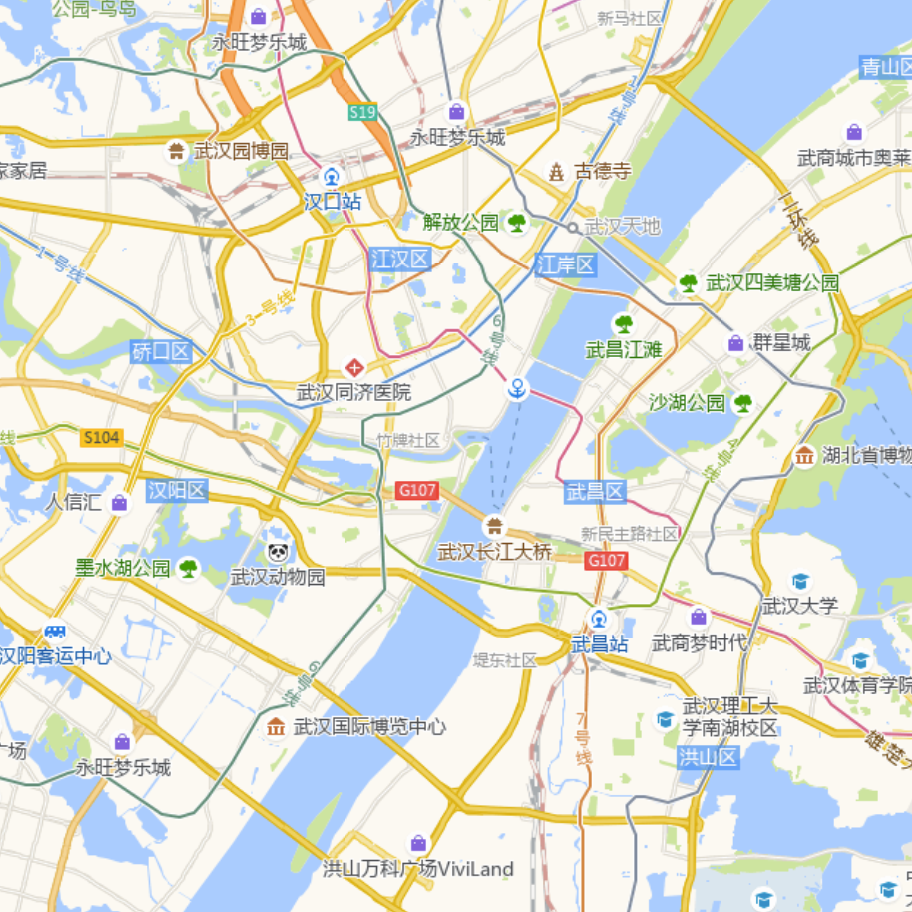 公园-鸟岛
永旺梦乐城
新马社区
青山区
1号线
S19
永旺梦乐城
武汉园博园
武商城市奥莱
家家居
古德寺
汉口站
三环线
解放公园
武汉天地
1号线
江汉区
江岸区
武汉四美塘公园
3号线
6号线
硚口区
武昌江滩
群星城
武汉同济医院
沙湖公园
S104
竹牌社区
线
4号线
湖北省博物
人信汇
汉阳区
G107
武昌区
新民主路社区
武汉长江大桥
G107
墨水湖公园
武汉动物园
武汉大学
汉阳客运中心
武昌站
武商梦时代
堤东社区
6号线
武汉体育学院
武汉国际博览中心
7号线
武汉理工大
学南湖校区
雄楚大
广场
永旺梦乐城
洪山区
洪山万科广场ViviLand